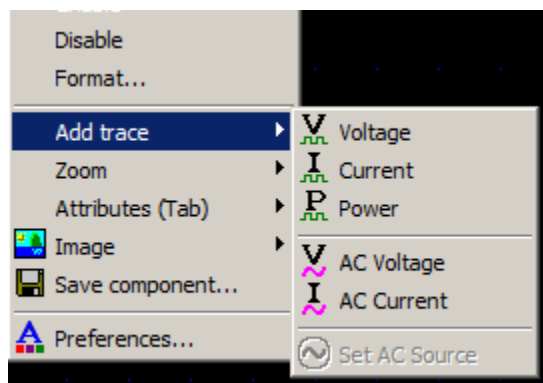 Disable
Format...
Add trace
Zoom
Attributes (Tab)
Image
Save component...
Preferences...
V Voltage
I Current
P Power
V AC Voltage
I AC Current
Set AC Source